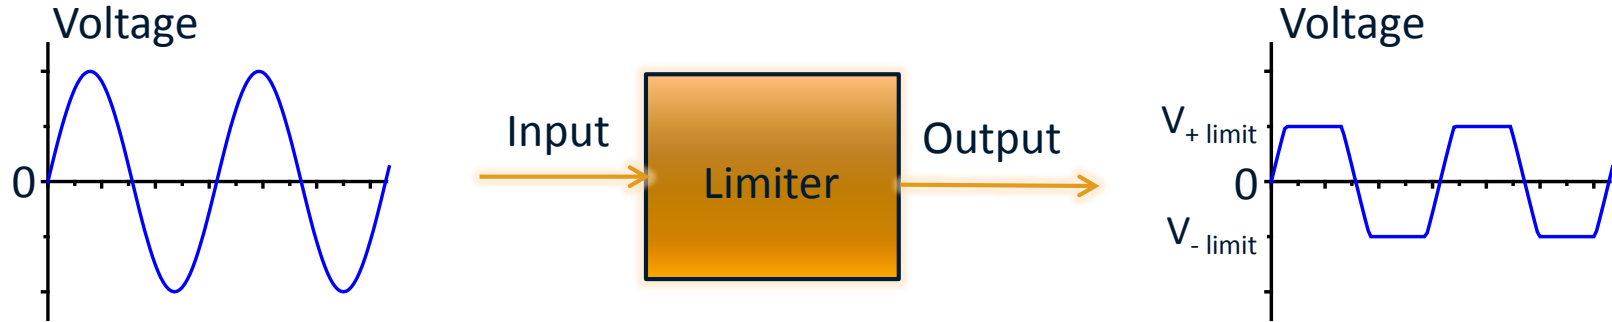 Voltage
0
Input
Limiter
Output
Voltage
V+ limit
0
V- limit